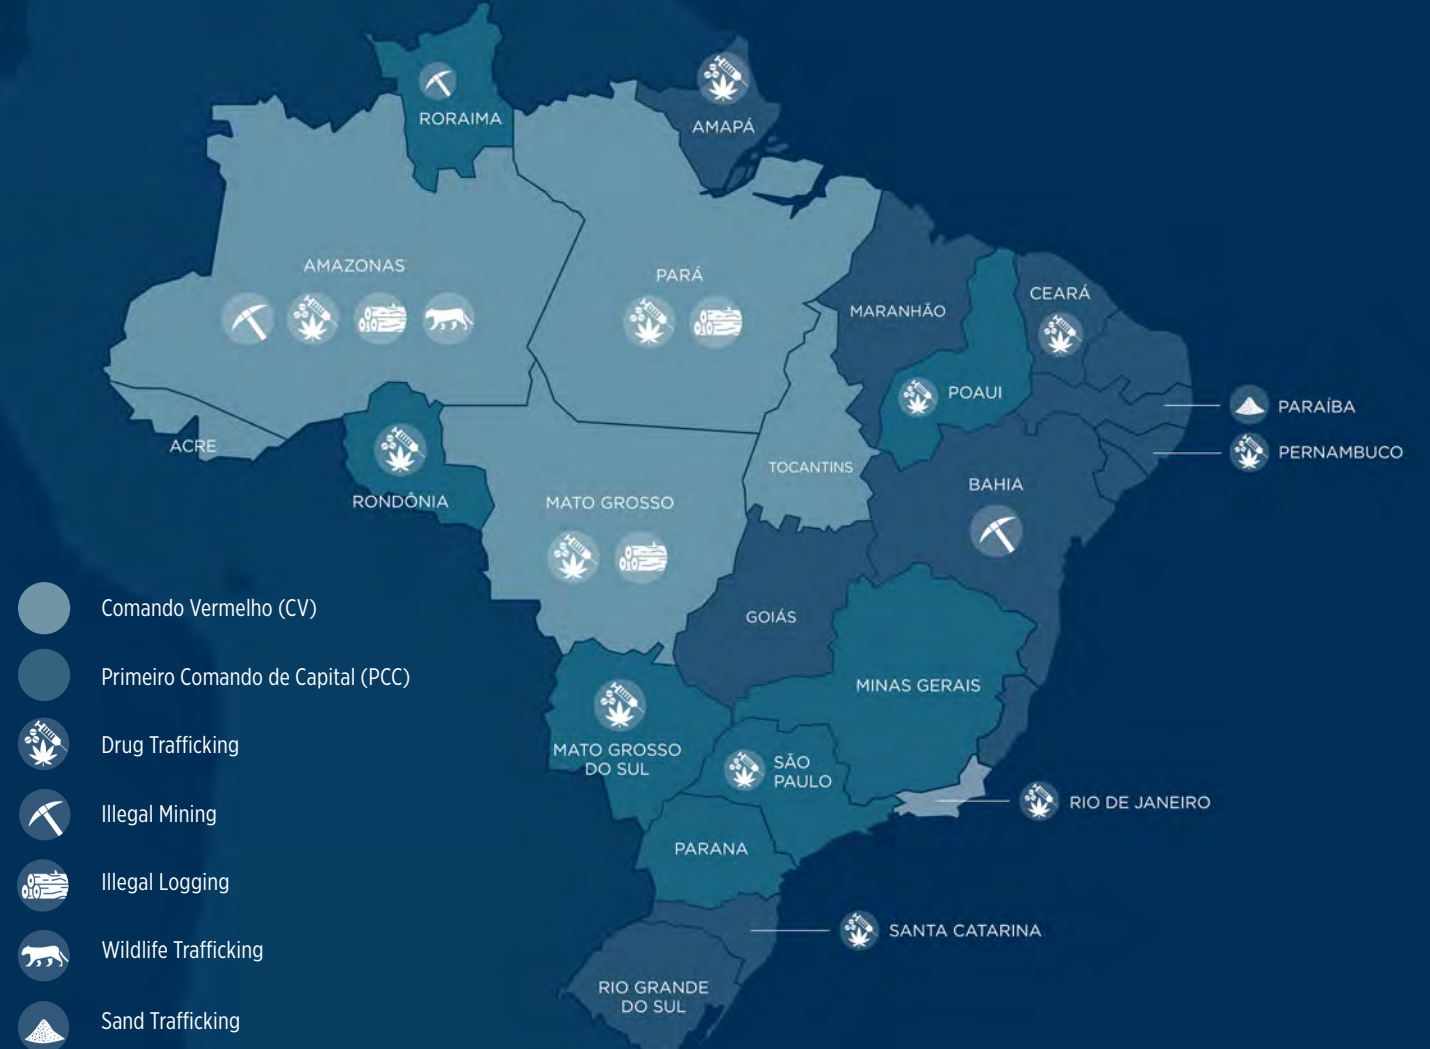 RORAIMA
AMAPÁ
AMAZONAS
PARÁ
MARANHÃO
CEARÁ
POAUI
PARAÍBA
PERNAMBUCO
ACRE
RONDÔNIA
TOCANTINS
MATO GROSSO
BAHIA
GOIÁS
MINAS GERAIS
MATO GROSSO
DO SUL
SÃO
PAULO
RIO DE JANEIRO
PARANA
SANTA CATARINA
RIO GRANDE
DO SUL
Comando Vermelho (CV)
Primeiro Comando de Capital (PCC)
Drug Trafficking
Illegal Mining
Illegal Logging
Wildlife Trafficking
Sand Trafficking